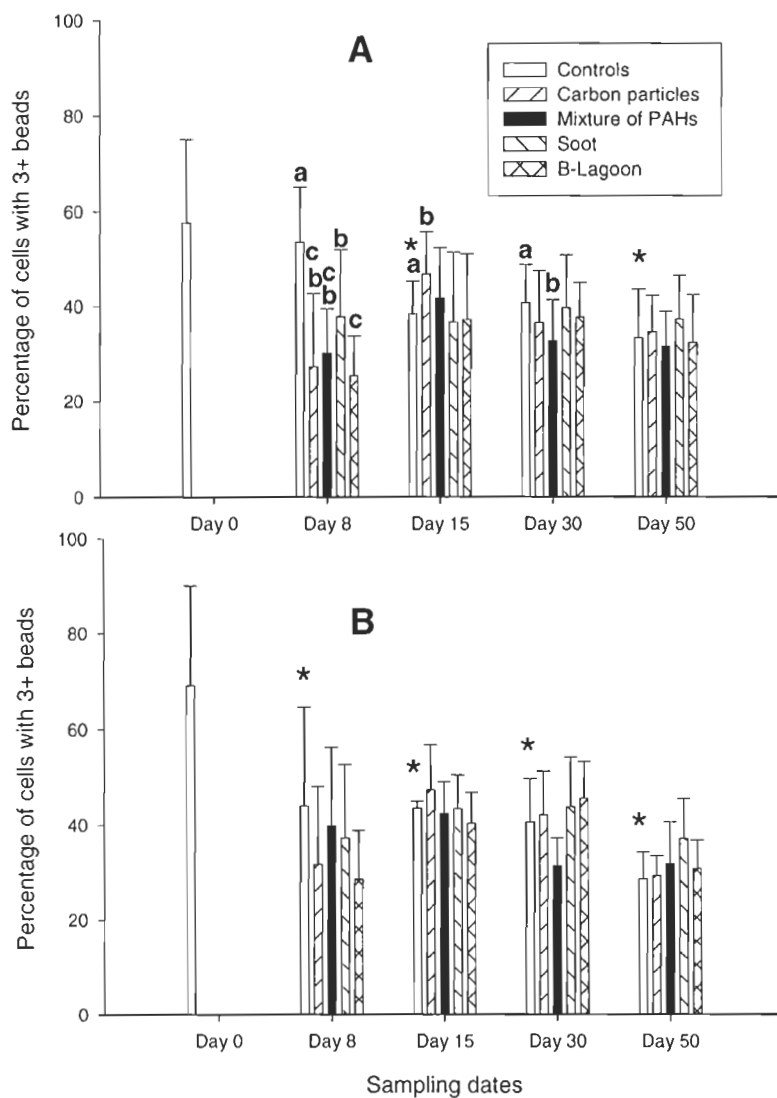 A
Controls
Carbon particles
Mixture of PAHs
Soot
B-Lagoon
Percentage of cells with 3+ beads
100
80
60
40
20
0
a
c
b
c
b
b
c
*
a
b
a
b
*
Day 0 Day 8 Day 15 Day 30 Day 50
B
Percentage of cells with 3+ beads
100
80
60
40
20
0
*
*
*
*
Day 0 Day 8 Day 15 Day 30 Day 50
Sampling dates